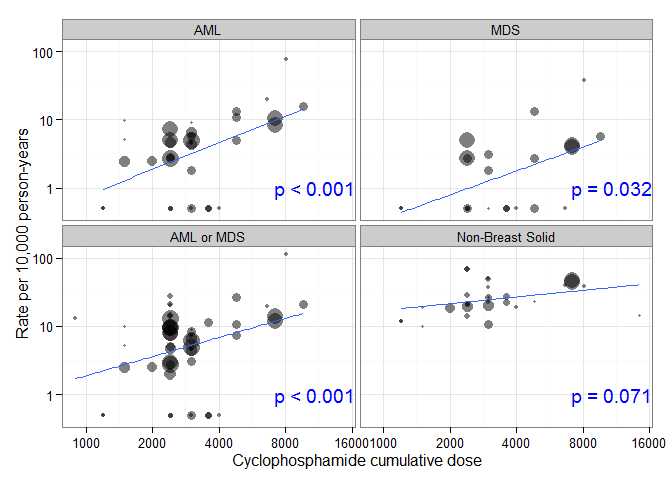 AML
MDS
100
10
1
p < 0.001
p = 0.032
AML or MDS
Non-Breast Solid
100
10
1
p < 0.001
p = 0.071
Rate per 10,000 person-years
1000 2000 4000 8000 16000 1000 2000 4000 8000 16000
Cyclophosphamide cumulative dose